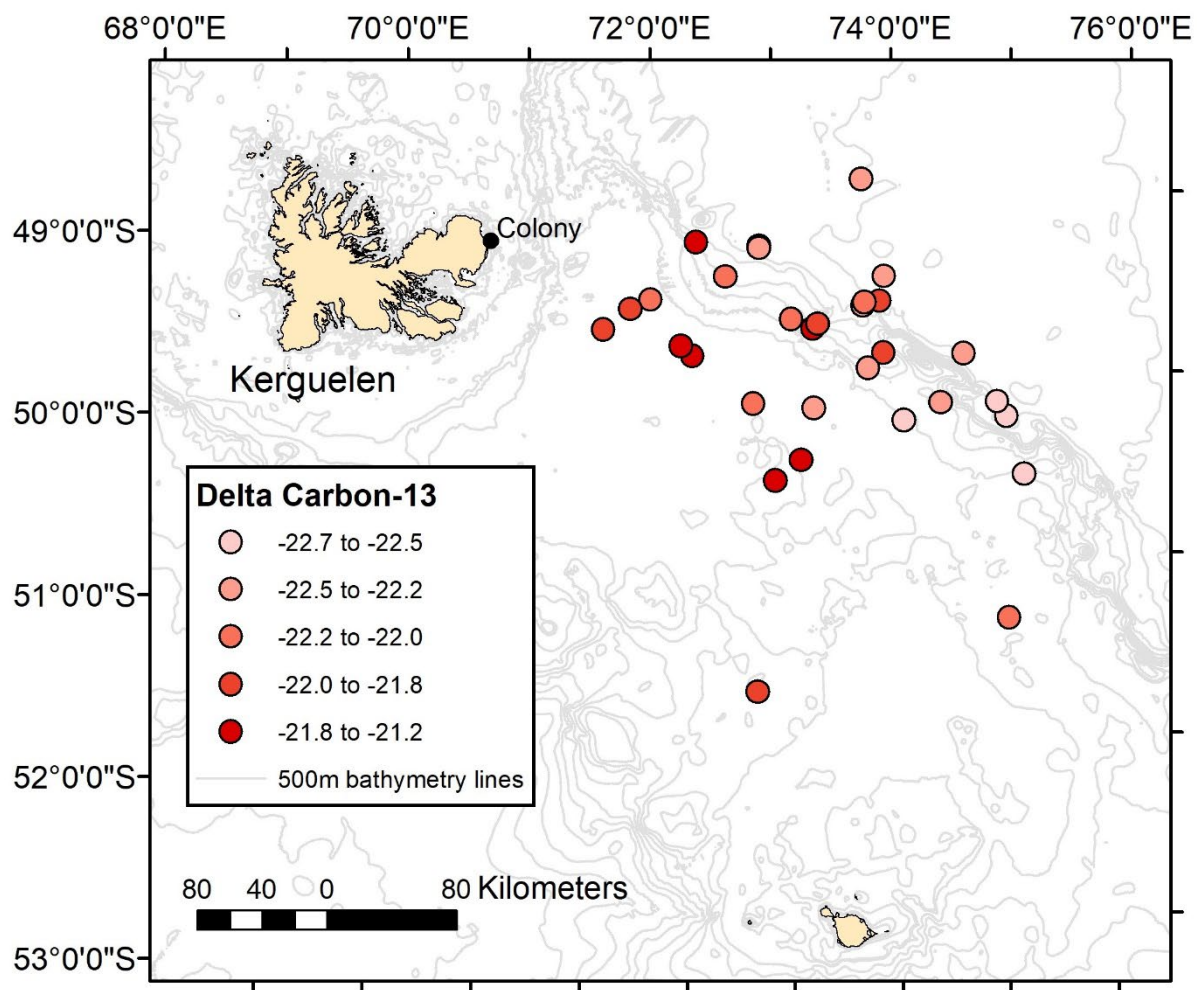 68°0'0"E 70°0'0"E 72°0'0"E 74°0'0"E 76°0'0"E
49°0'0"S
Colony
Kerguelen
50°0'0"S
Delta Carbon-13
-22.7 to -22.5
-22.5 to -22.2
51°0'0"S
-22.2 to -22.0
-22.0 to -21.8
-21.8 to -21.2
52°0'0"S
500m bathymetry lines
80 40 0 80 Kilometers
53°0'0"S